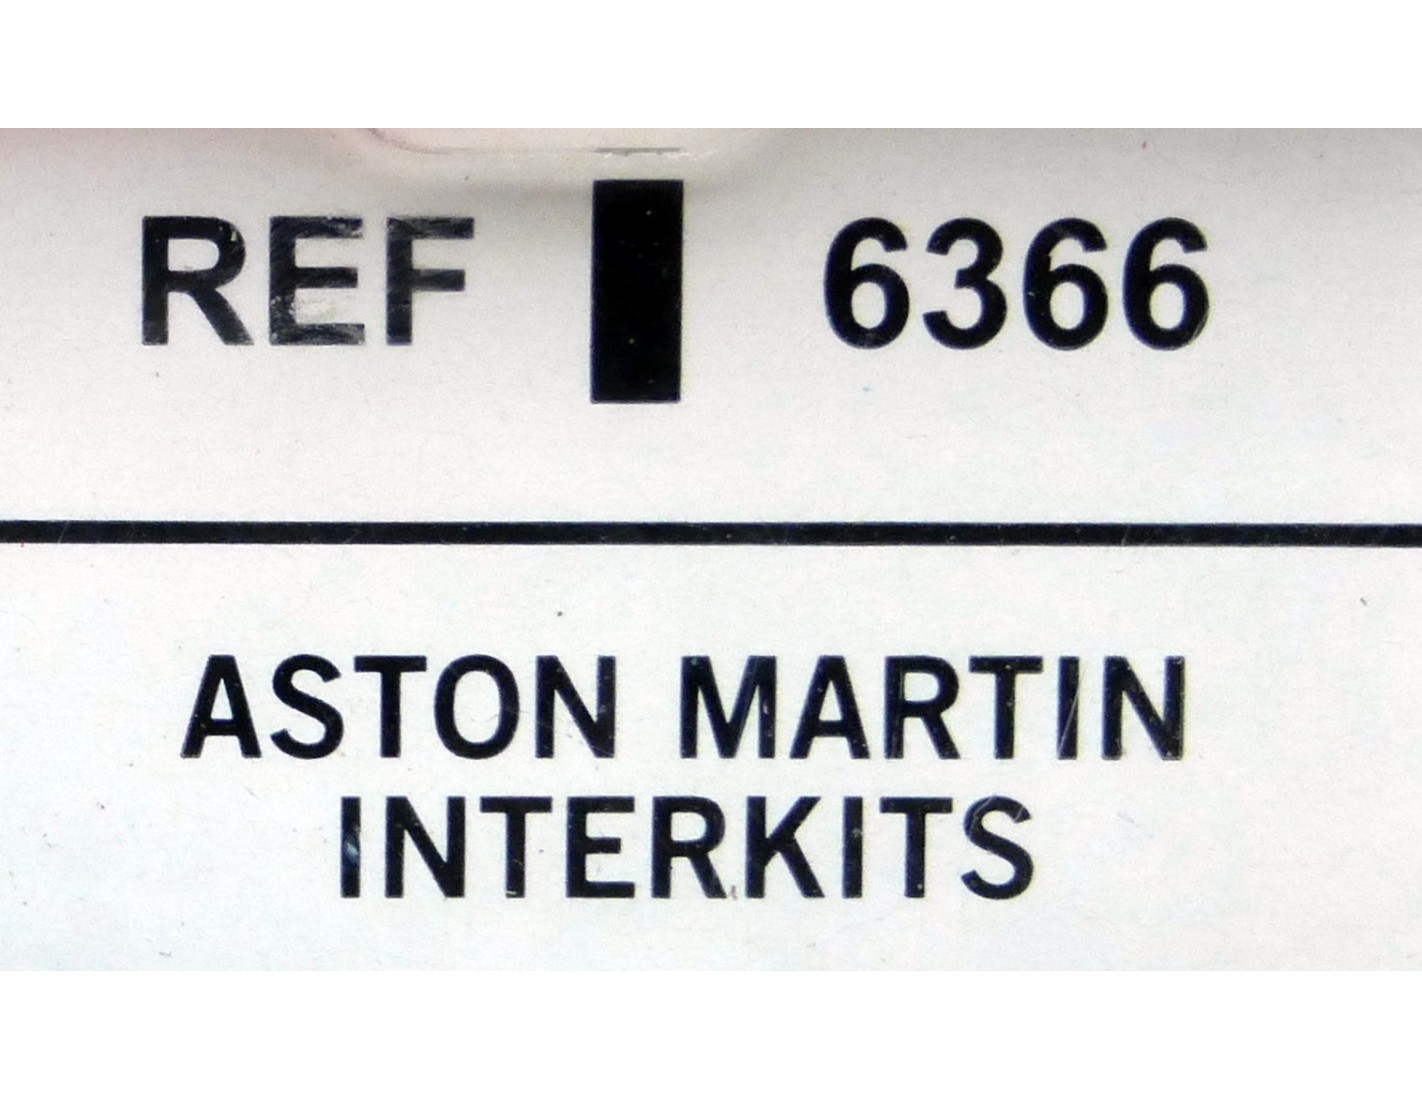 REF 6366
ASTON MARTIN
INTERKITS